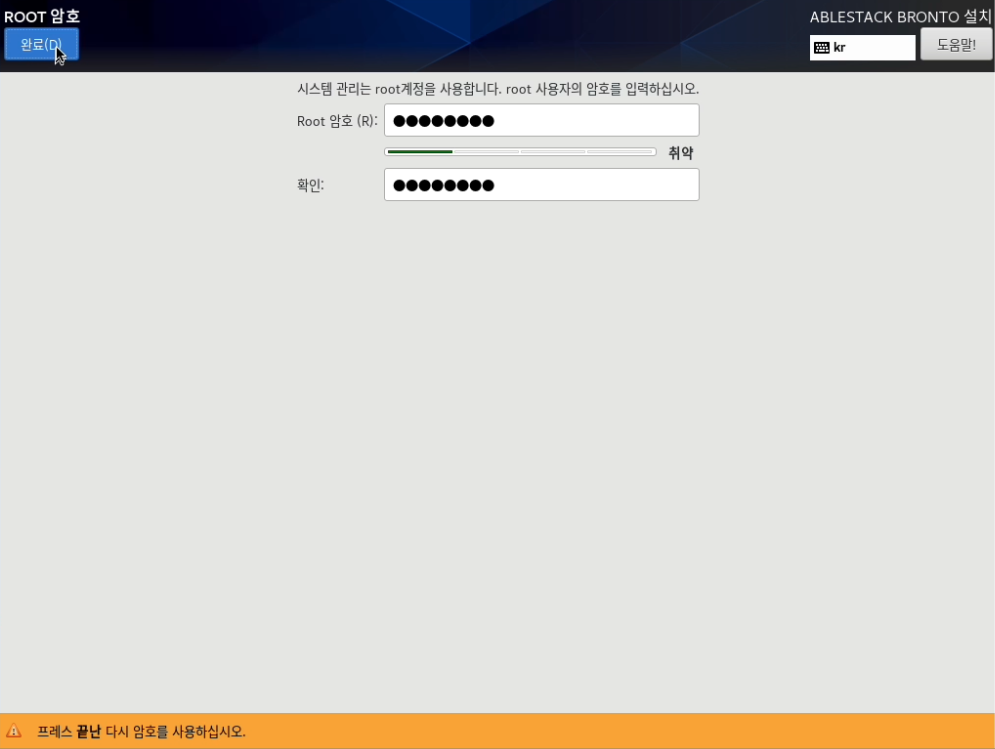 ROOT 암호
ABLESTACK BRONTO 설치
완료(D)
kr
도움말!
시스템 관리는 root계정을 사용합니다. root 사용자의 암호를 입력하십시오.
Root 암호 (R):
●●●●●●●●
취약
확인:
●●●●●●●●
프레스 끝난 다시 암호를 사용하십시오.